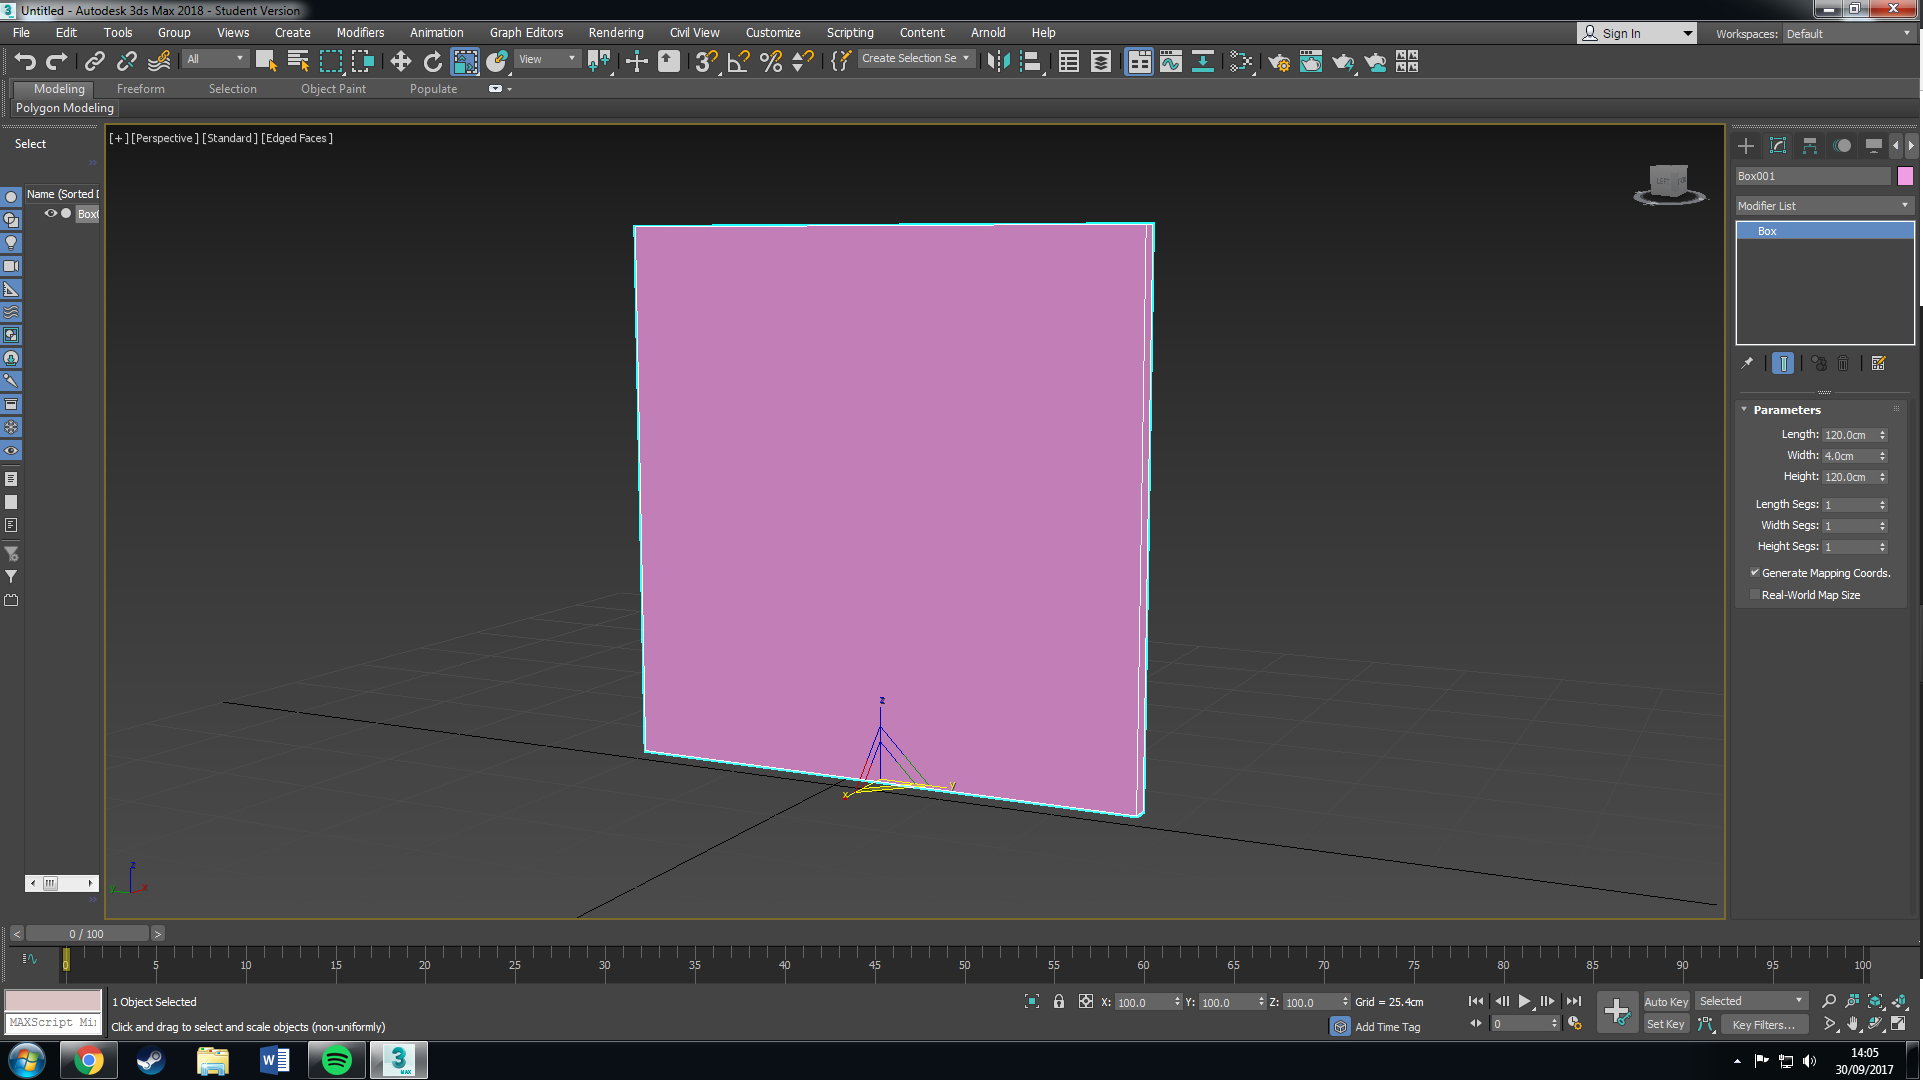 Untitled - Autodesk 3ds Max 2018 - Student Version
File Edit Tools Group Views Create Modifiers Animation Graph Editors Rendering Civil View Customize Scripting Content Arnold Help
Sign In
Workspaces: Default
All
View
Create Selection Se
Modeling Freeform Selection Object Paint Populate
Polygon Modeling
Select
[+] [Perspective] [Standard] [Edged Faces]
Name (Sorted
Box
Box001
Modifier List
Box
Parameters
Length: 120.0cm
Width: 4.0cm
Height: 120.0cm
Length Segs: 1
Width Segs: 1
Height Segs: 1
Generate Mapping Coords.
Real-World Map Size
z
x
y
z
x
0 / 100
0 5 10 15 20 25 30 35 40 45 50 55 60 65 70 75 80 85 90 95 100
1 Object Selected
X: 100.0 Y: 100.0 Z: 100.0 Grid = 25.4cm
Auto Key Selected
MAXScript Mi
Click and drag to select and scale objects (non-uniformly)
Add Time Tag
0
Set Key Key Filters...
3
MAX
14:05
30/09/2017